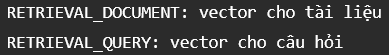 RETRIEVAL_DOCUMENT: vector cho tài liệu
RETRIEVAL_QUERY: vector cho câu hỏi